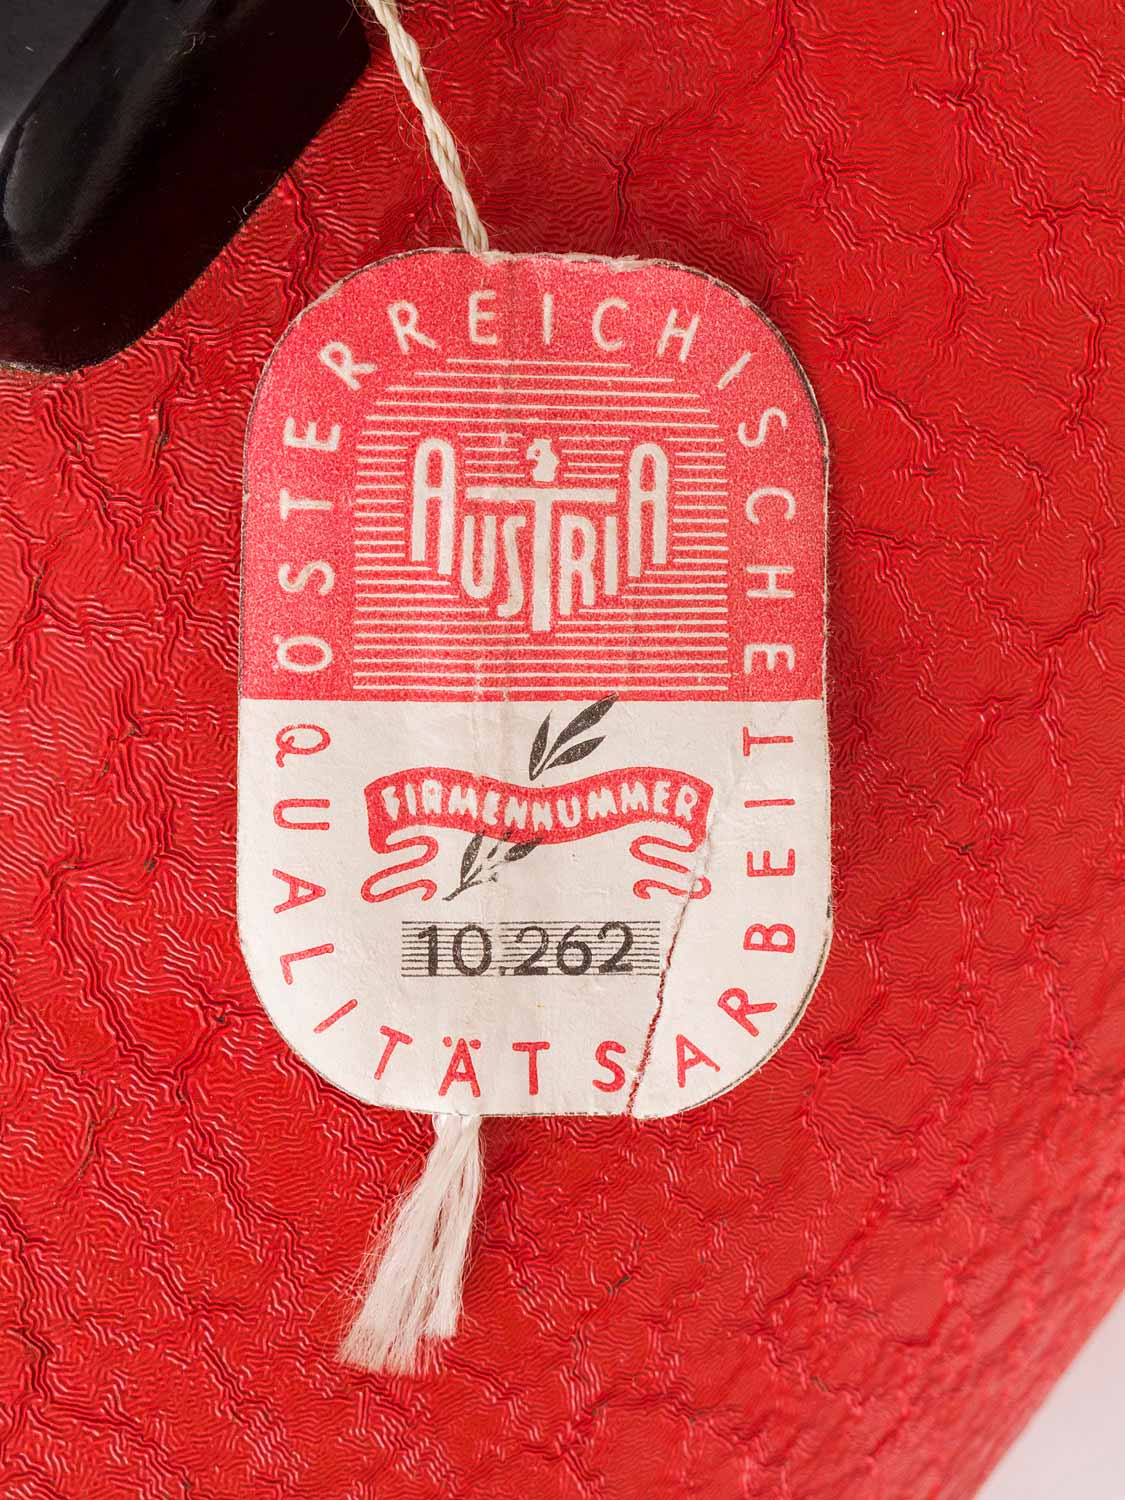 ÖSTERREICHISCHE
AUSTRIA
FIRMENNUMMER
10.262
QUALITÄTSARBEIT